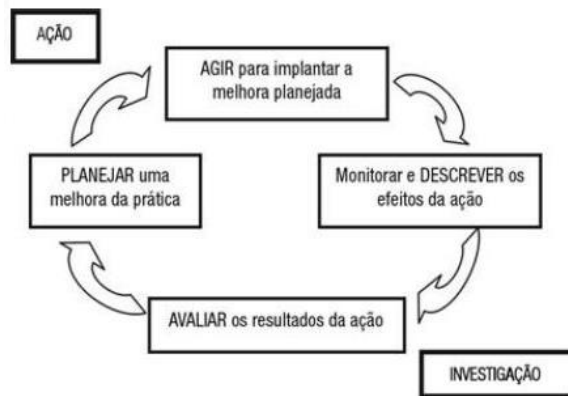 AÇÃO
AGIR para implantar a
melhora planejada
PLANEJAR uma
melhora da prática
Monitorar e DESCREVER os
efeitos da ação
AVALIAR os resultados da ação
INVESTIGAÇÃO